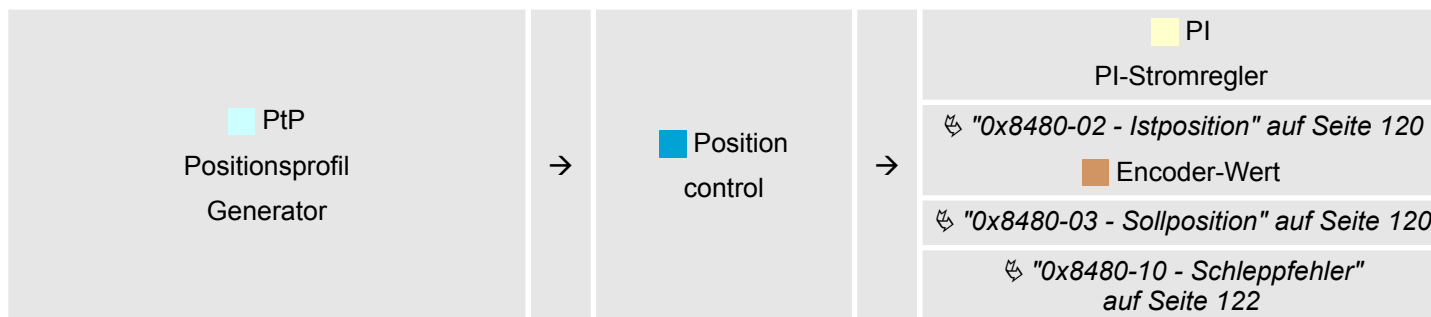 PtP
Positionsprofil
Generator
→
Position
control
→
PI
PI-Stromregler
"0x8480-02 - Istposition" auf Seite 120
Encoder-Wert
"0x8480-03 - Sollposition" auf Seite 120
"0x8480-10 - Schleppfehler"
auf Seite 122